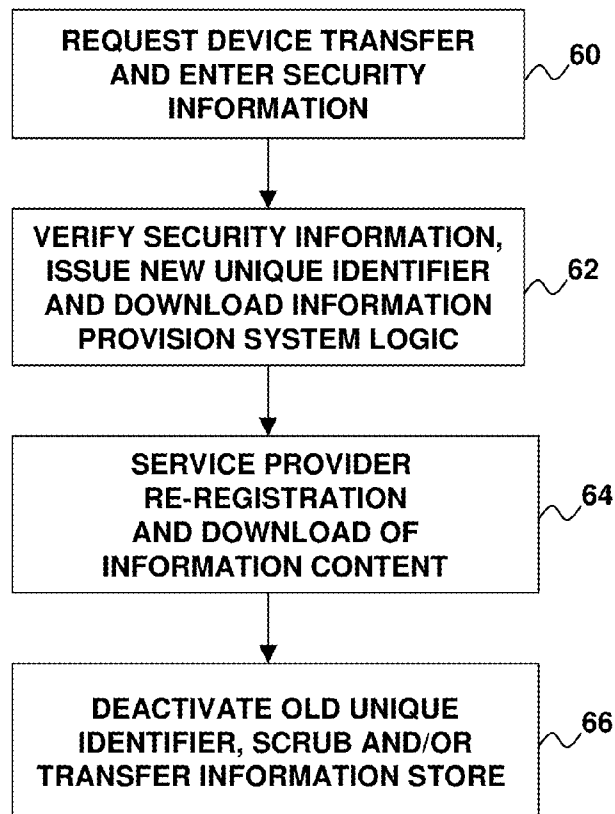 REQUEST DEVICE TRANSFER
AND ENTER SECURITY
INFORMATION
60
VERIFY SECURITY INFORMATION,
ISSUE NEW UNIQUE IDENTIFIER
AND DOWNLOAD INFORMATION
PROVISION SYSTEM LOGIC
62
SERVICE PROVIDER
RE-REGISTRATION
AND DOWNLOAD OF
INFORMATION CONTENT
64
DEACTIVATE OLD UNIQUE
IDENTIFIER, SCRUB AND/OR
TRANSFER INFORMATION STORE
66